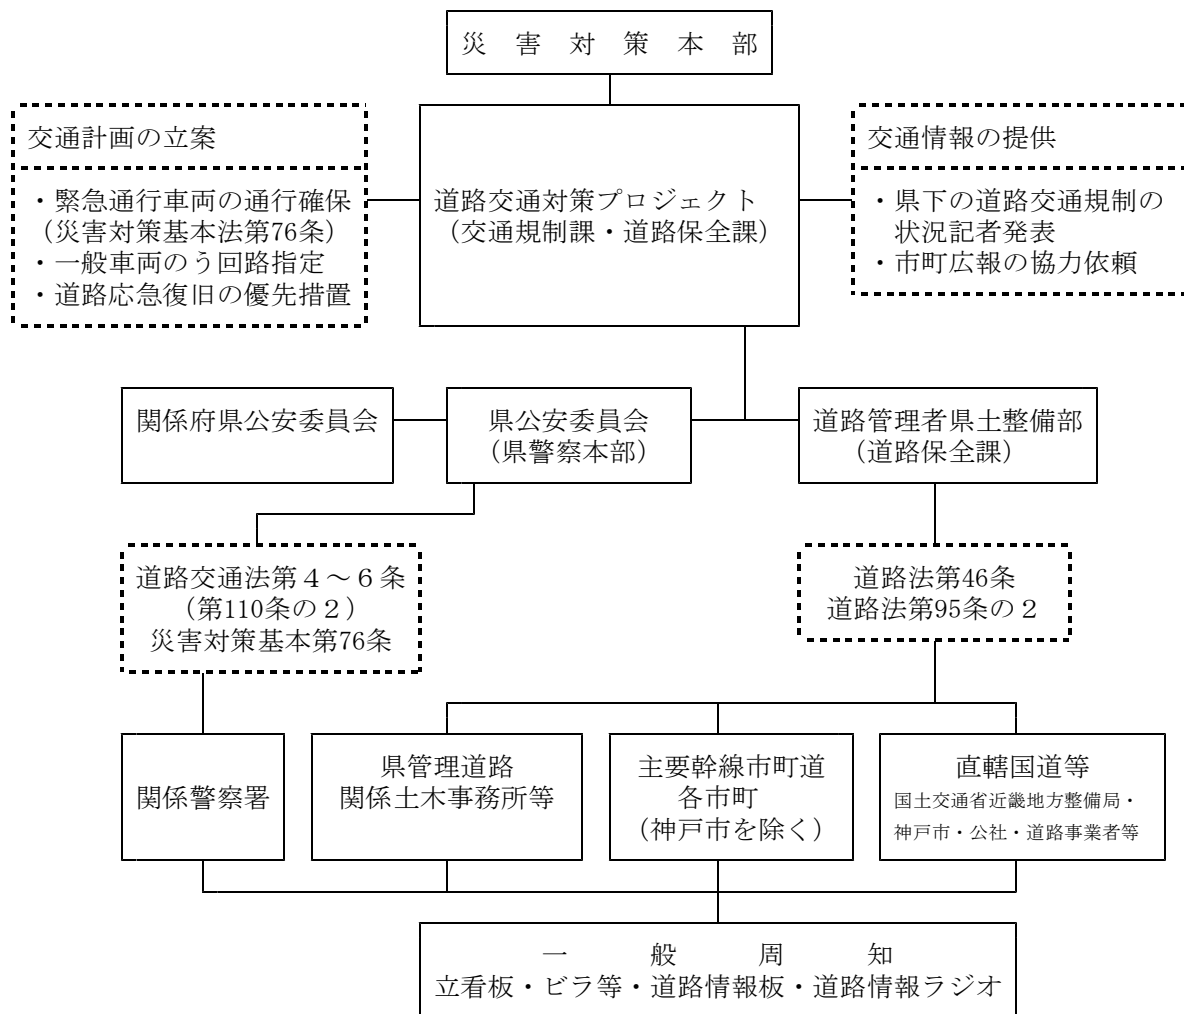 災害対策本部
交通計画の立案
・緊急通行車両の通行確保
（災害対策基本法第76条）
・一般車両のう回路指定
・道路応急復旧の優先措置
道路交通対策プロジェクト
（交通規制課・道路保全課）
交通情報の提供
・県下の道路交通規制の
状況記者発表
・市町広報の協力依頼
関係府県公安委員会
県公安委員会
（県警察本部）
道路管理者県土整備部
（道路保全課）
道路交通法第４～６条
（第110条の２）
災害対策基本第76条
道路法第46条
道路法第95条の２
関係警察署
県管理道路
関係土木事務所等
主要幹線市町道
各市町
（神戸市を除く）
直轄国道等
国土交通省近畿地方整備局・
神戸市・公社・道路事業者等
一般周知
立看板・ビラ等・道路情報板・道路情報ラジオ